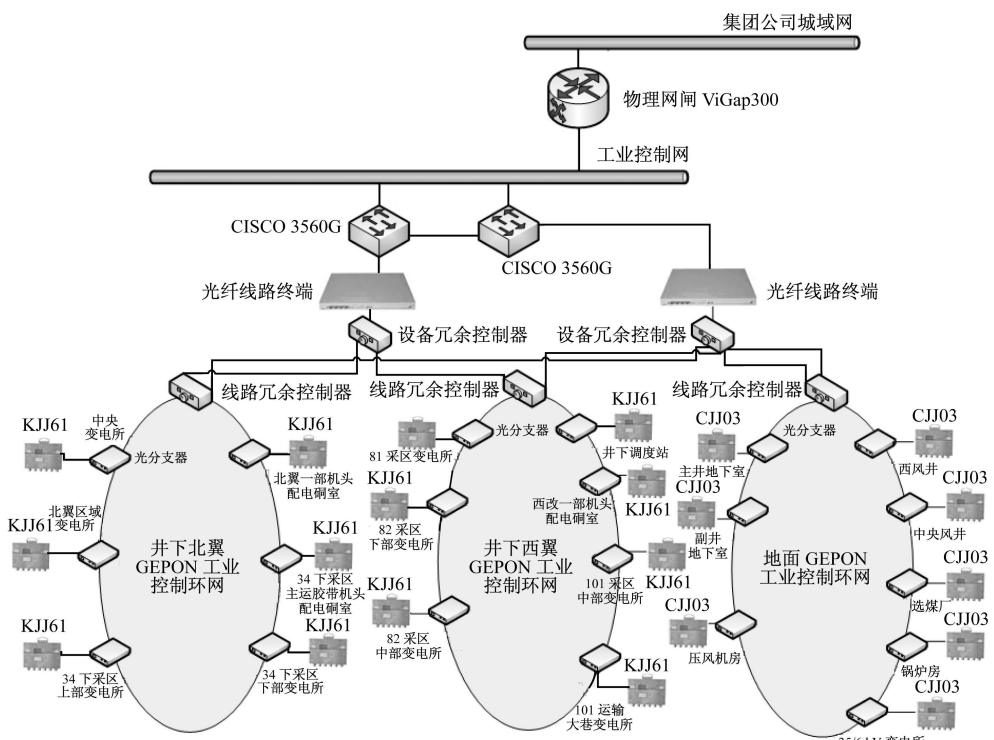 集团公司城域网
物理网闸 ViGap300
工业控制网
CISCO 3560G
CISCO 3560G
光纤线路终端
光纤线路终端
设备冗余控制器
设备冗余控制器
线路冗余控制器
线路冗余控制器
线路冗余控制器
KJJ61
中央
变电所
光分支器
KJJ61
北翼一部机头
配电硐室
KJJ61
北翼区域
变电所
KJJ61
34 下采区
主运胶带机头
配电硐室
井下北翼
GEPON 工业
控制环网
KJJ61
34 下采区
上部变电所
KJJ61
34 下采区
下部变电所
KJJ61
81 采区变电所
光分支器
KJJ61
井下调度站
KJJ61
82 采区
下部变电所
西改一部机头
配电硐室
KJJ61
井下西翼
GEPON 工业
控制环网
101 采区
中部变电所
KJJ61
KJJ61
82 采区
中部变电所
KJJ61
101 运输
大巷变电所
CJJ03
主井地下室
光分支器
CJJ03
西风井
CJJ03
副井
地下室
CJJ03
中央风井
地面 GEPON
工业控制环网
CJJ03
选煤厂
CJJ03
压风机房
CJJ03
锅炉房
CJJ03